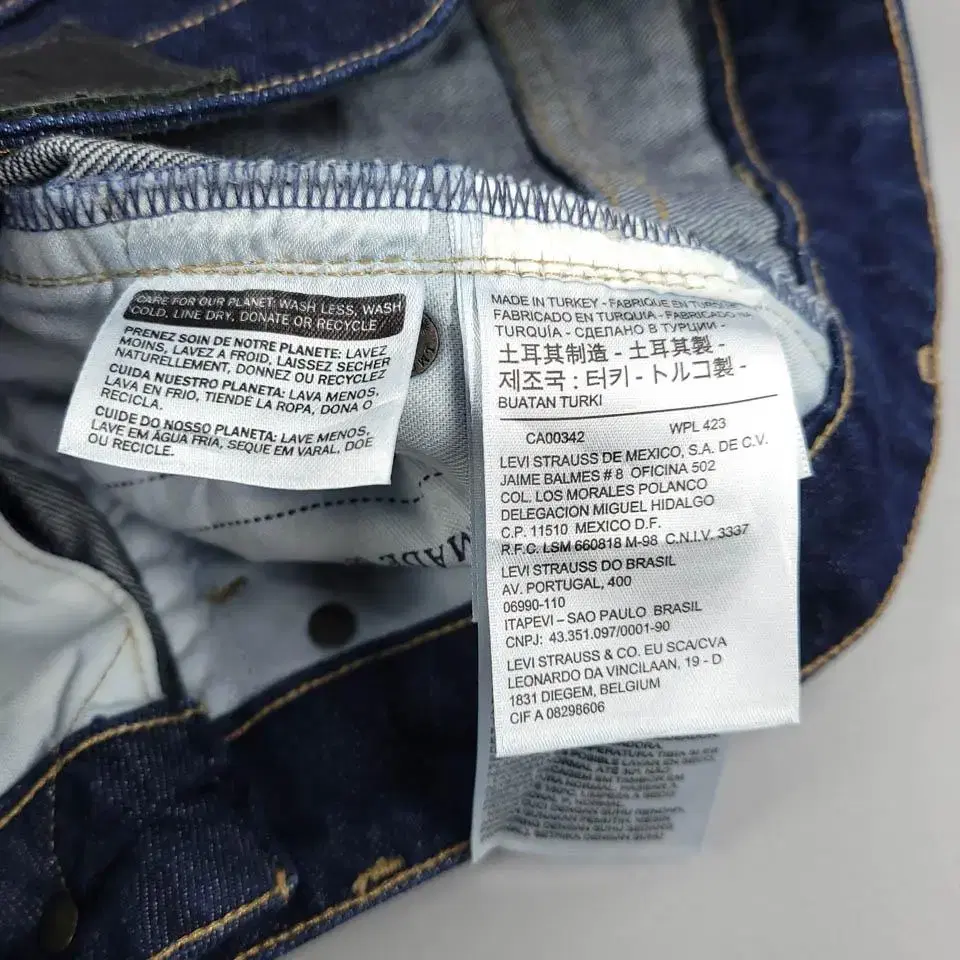 CARE FOR OUR PLANET: WASH LESS, WASH
COLD, LINE DRY, DONATE OR RECYCLE
PRENEZ SOIN DE NOTRE PLANETE: LAVEZ
MOINS, LAVEZ A FROID, LAISSEZ SECHER
NATURELLEMENT, DONNEZ OU RECYCLEZ
CUIDA NUESTRO PLANETA: LAVA MENOS,
LAVA EN FRIO, TIENDE LA ROPA, DONA O
RECICLA.
CUIDE DO NOSSO PLANETA: LAVE MENOS,
LAVE EM ÁGUA FRIA, SEQUE EM VARAL, DOE
OU RECICLE.
MADE
MADE IN TURKEY - FABRIQUE EN TURQUIE
FABRICADO EN TURQUIA - FABRICADO NA
TURQUÍA - СДЕЛАНО В ТУРЦИИ -
土耳其制造 - 土耳其製 -
제조국 : 터키 - トルコ製 -
BUATAN TURKI
CA00342 WPL 423
LEVI STRAUSS DE MEXICO, S.A. DE C.V.
JAIME BALMES # 8 OFICINA 502
COL. LOS MORALES POLANCO
DELEGACION MIGUEL HIDALGO
C.P. 11510 MEXICO D.F.
R.F.C. LSM 660818 M-98 C.N.I.V. 3337
LEVI STRAUSS DO BRASIL
AV. PORTUGAL, 400
06990-110
ITAPEVI – SAO PAULO BRASIL
CNPJ: 43.351.097/0001-90
LEVI STRAUSS & CO. EU SCA/CVA
LEONARDO DA VINCILAAN, 19 - D
1831 DIEGEM, BELGIUM
CIF A 08298606